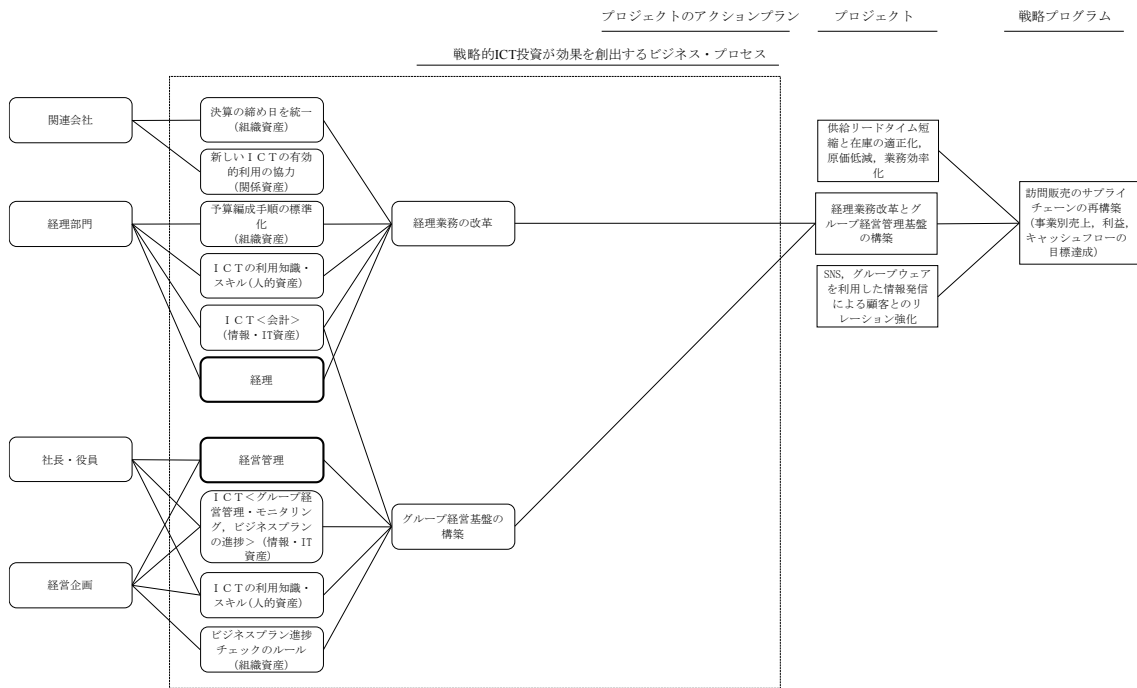 プロジェクトのアクションプラン
プロジェクト
戦略プログラム
戦略的ICT投資が効果を創出するビジネス・プロセス
関連会社
決算の締め日を統一
(組織資産)
新しいＩＣＴの有効
的利用の協力
(関係資産)
経理部門
予算編成手順の標準
化
(組織資産)
ＩＣＴの利用知識・
スキル(人的資産)
ＩＣＴ＜会計＞
(情報・IT資産)
経理
経理業務の改革
社長・役員
経営管理
ＩＣＴ＜グループ経
営管理・モニタリン
グ，ビジネスプラン
の進捗＞（情報・IT
資産)
経営企画
ＩＣＴの利用知識・
スキル(人的資産)
ビジネスプラン進捗
チェックのルール
(組織資産)
グループ経営基盤の
構築
供給リードタイム短
縮と在庫の適正化，
原価低減，業務効率
化
経理業務改革とグ
ループ経営管理基盤
の構築
SNS，グループウェア
を利用した情報発信
による顧客とのリ
レーション強化
訪問販売のサプライ
チェーンの再構築
（事業別売上，利益，
キャッシュフローの
目標達成）